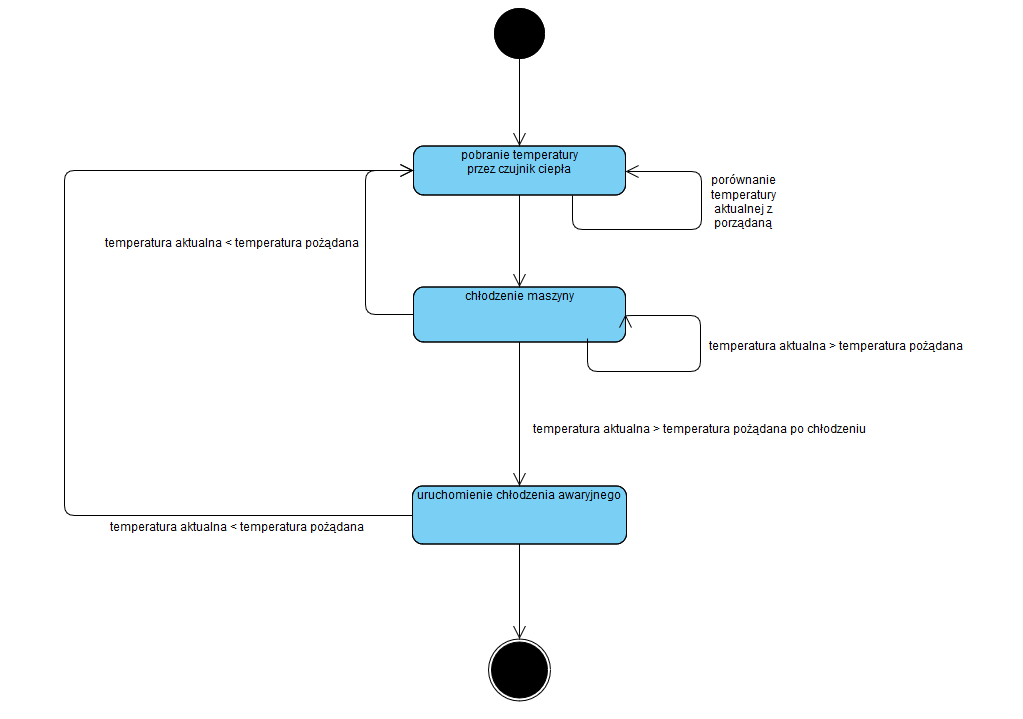 pobranie temperatury
przez czujnik ciepła
porównanie
temperatury
aktualnej z
porządaną
temperatura aktualna < temperatura pożądana
chłodzenie maszyny
temperatura aktualna > temperatura pożądana
temperatura aktualna > temperatura pożądana po chłodzeniu
uruchomienie chłodzenia awaryjnego
temperatura aktualna < temperatura pożądana